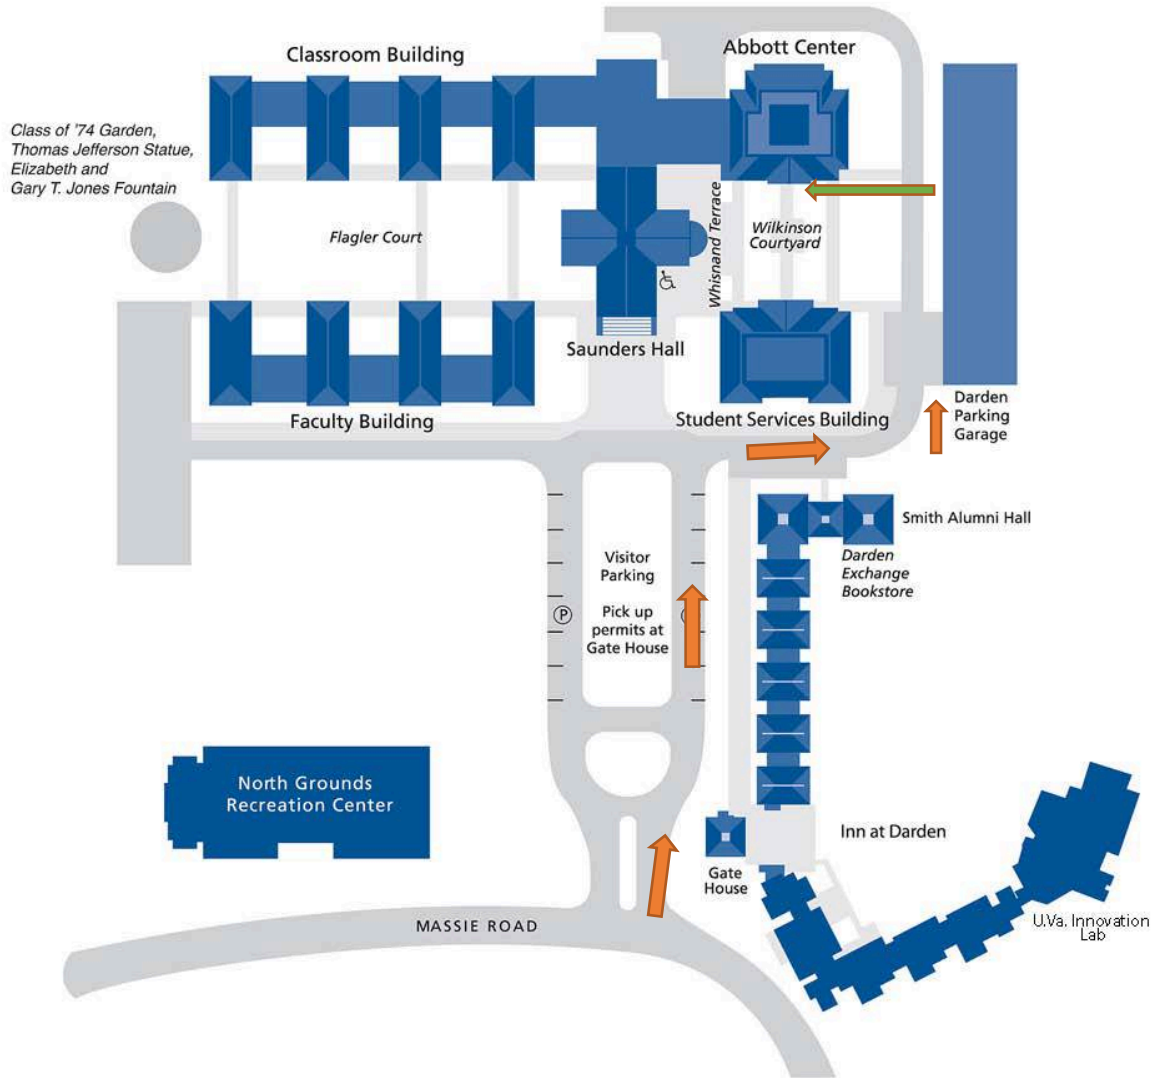 Classroom Building
Abbott Center
Class of '74 Garden,
Thomas Jefferson Statue,
Elizabeth and
Gary T. Jones Fountain
Flagler Court
Whisnand Terrace
Wilkinson
Courtyard
Saunders Hall
Faculty Building
Student Services Building
Darden
Parking
Garage
Smith Alumni Hall
Darden
Exchange
Bookstore
Visitor
Parking
P
Pick up
permits at
Gate House
North Grounds
Recreation Center
Inn at Darden
Gate
House
MASSIE ROAD
U.Va. Innovation
Lab